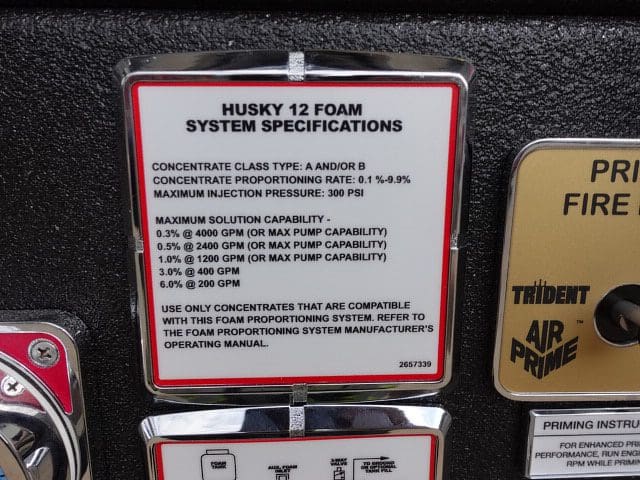 HUSKY 12 FOAM
SYSTEM SPECIFICATIONS
CONCENTRATE CLASS TYPE: A AND/OR B
CONCENTRATE PROPORTIONING RATE: 0.1 %-9.9%
MAXIMUM INJECTION PRESSURE: 300 PSI
MAXIMUM SOLUTION CAPABILITY -
0.3% @ 4000 GPM (OR MAX PUMP CAPABILITY)
0.5% @ 2400 GPM (OR MAX PUMP CAPABILITY)
1.0% @ 1200 GPM (OR MAX PUMP CAPABILITY)
3.0% @ 400 GPM
6.0% @ 200 GPM
USE ONLY CONCENTRATES THAT ARE COMPATIBLE
WITH THIS FOAM PROPORTIONING SYSTEM. REFER TO
THE FOAM PROPORTIONING SYSTEM MANUFACTURER'S
OPERATING MANUAL.
2657339
PRI
FIRE
TRIDENT
AIR
PRIME™
PRIMING INSTRU
FOR ENHANCED PRI
PERFORMANCE, RUN ENG
RPM WHILE PRIMIN
FOAM
TANK
AUX. FOAM
INLET
3-WAY
VALVE
TO GROUND
OR OPTIONAL
TANK FILL